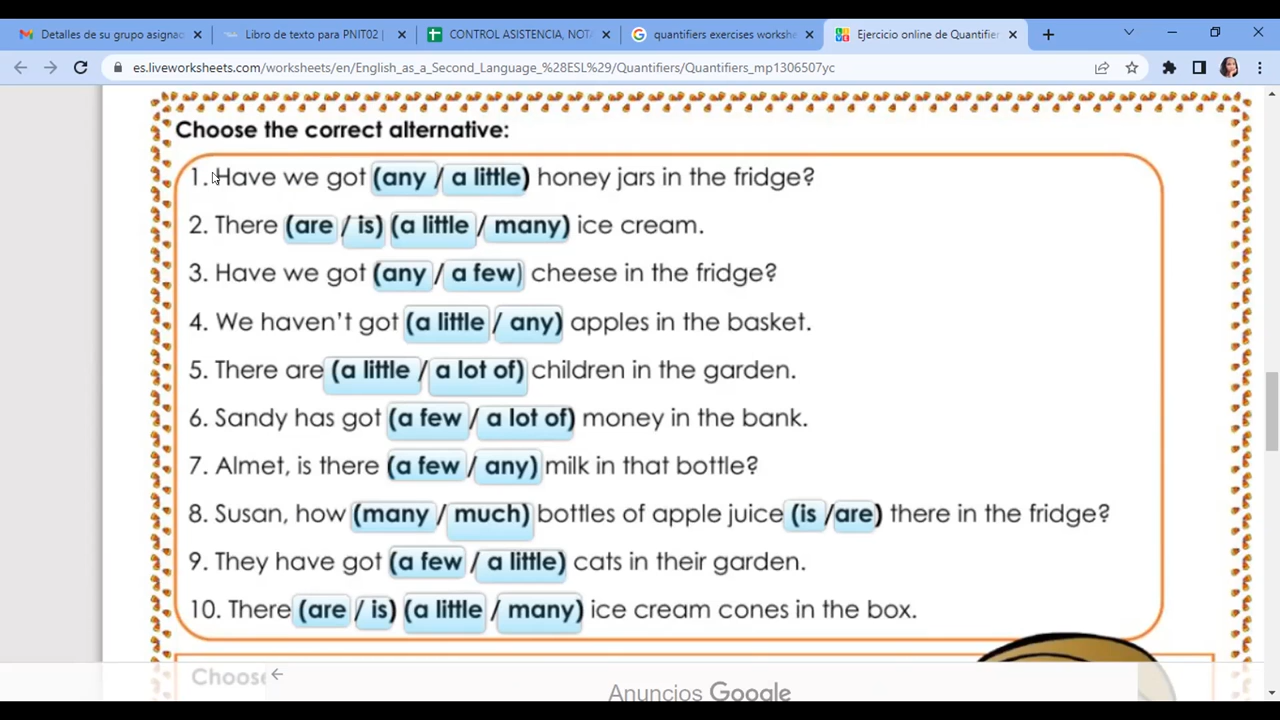 Detalles de su grupo asigna
Libro de texto para PNIT02 |
CONTROL ASISTENCIA, NOTA
quantifiers exercises workshe
Ejercicio online de Quantifier
es.liveworksheets.com/worksheets/en/English_as_a_Second_Language_%28ESL%29/Quantifiers/Quantifiers_mp1306507yc
Choose the correct alternative:
1. Have we got (any / a little) honey jars in the fridge?
2. There (are / is) (a little / many) ice cream.
3. Have we got (any / a few) cheese in the fridge?
4. We haven't got (a little / any) apples in the basket.
5. There are (a little / a lot of) children in the garden.
6. Sandy has got (a few / a lot of) money in the bank.
7. Almet, is there (a few / any) milk in that bottle?
8. Susan, how (many / much) bottles of apple juice (is /are) there in the fridge?
9. They have got (a few / a little) cats in their garden.
10. There (are / is) (a little / many) ice cream cones in the box.
Choose
Anuncios Google